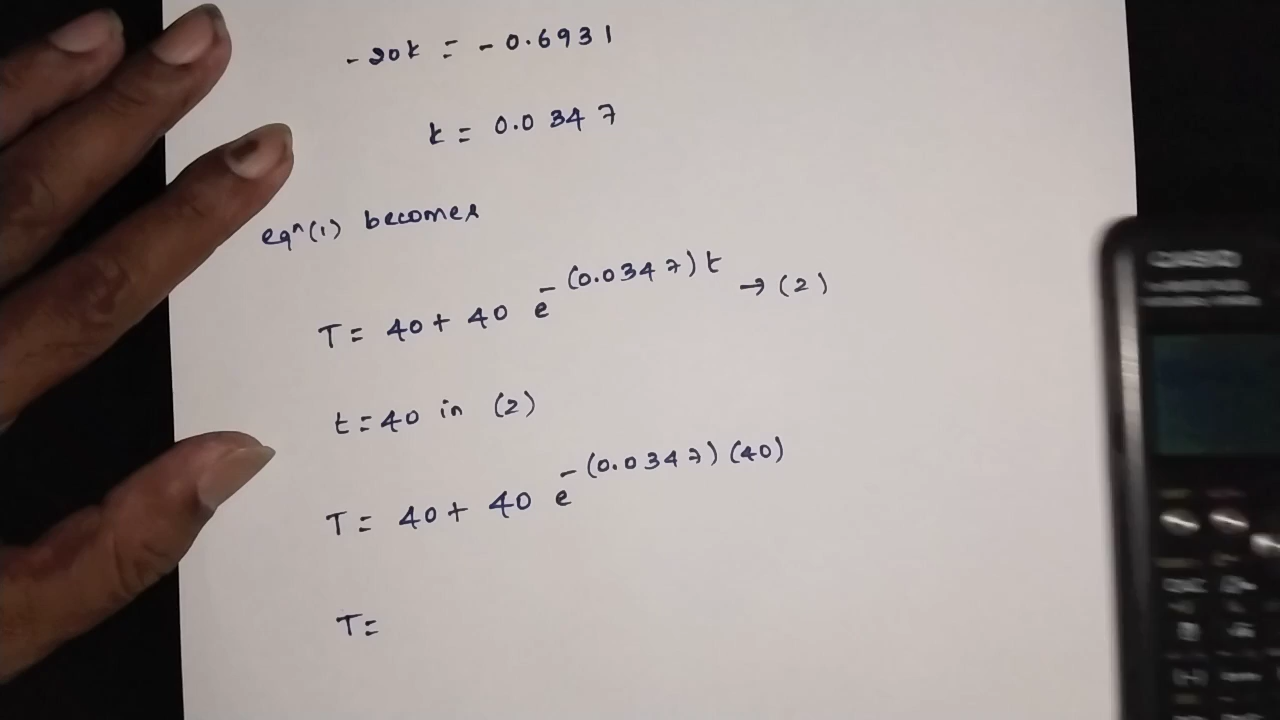 -20k = -0.6931
k = 0.0347
eqⁿ(1) becomes
T = 40 + 40 e^-(0.0347)t → (2)
t = 40 in (2)
T = 40 + 40 e^-(0.0347)(40)
T =
CASIO